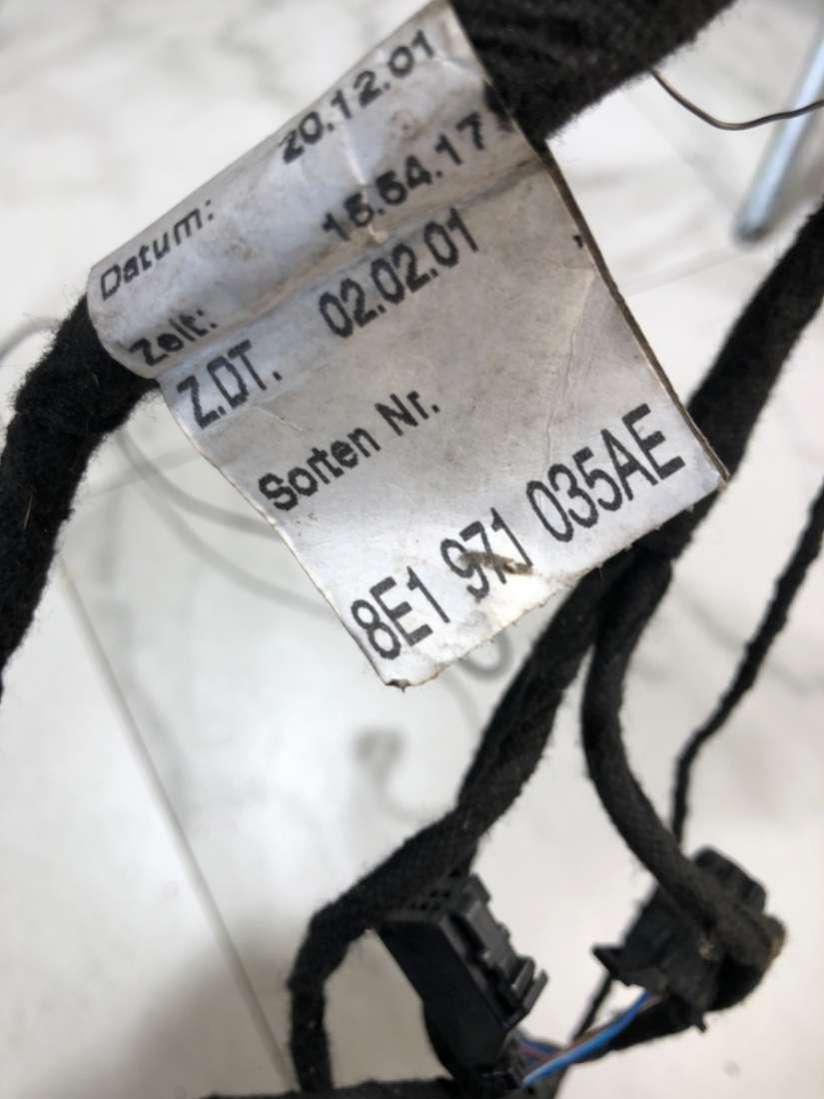 Datum: 20.12.01
Zeit: 15.54.17
Z.DT. 02.02.01
Sorten Nr.
8E1 971 035AE